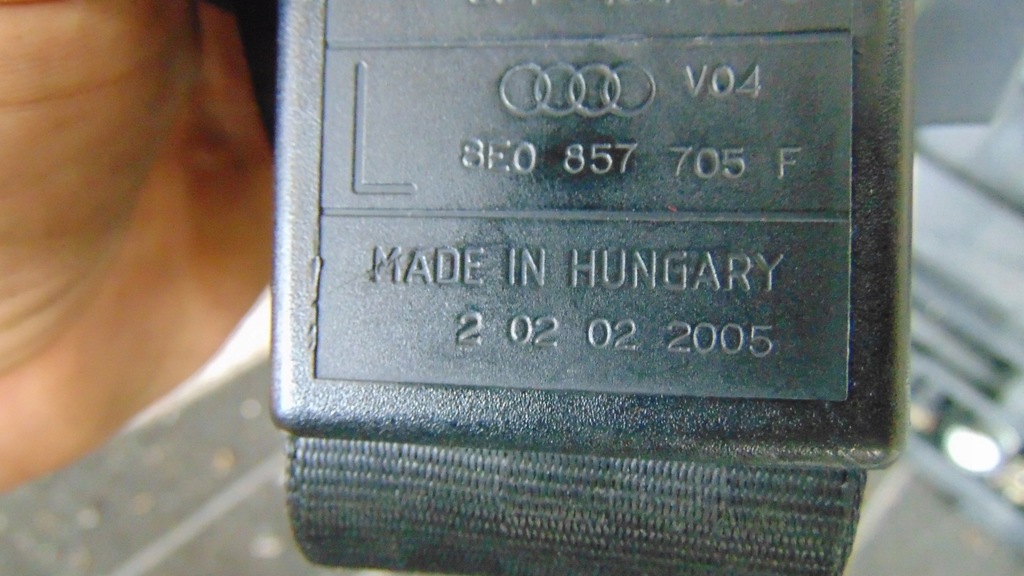 L
V04
8E0 857 705 F
MADE IN HUNGARY
2 02 02 2005